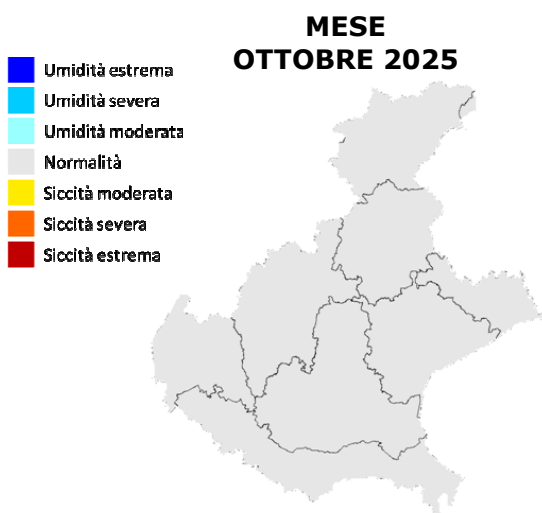 MESE
OTTOBRE 2025
Umidità estrema
Umidità severa
Umidità moderata
Normalità
Siccità moderata
Siccità severa
Siccità estrema